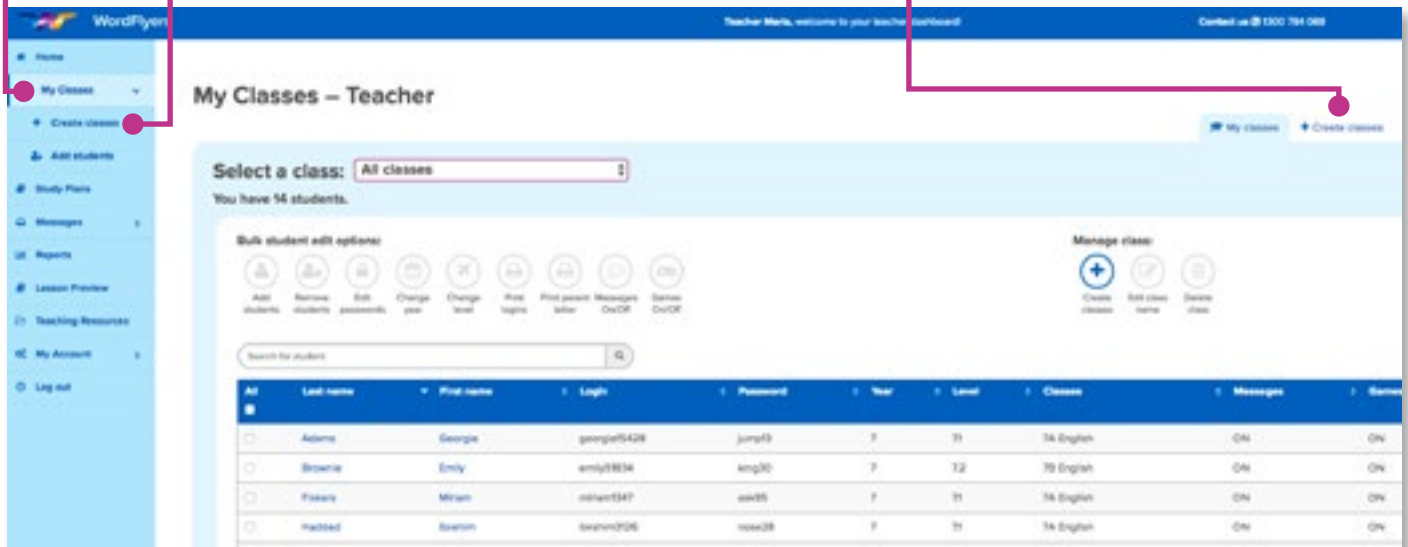 WordFlyers
Teacher Maria, welcome to your teacher dashboard!
Contact us @ 1300 794 069
Home
My Classes
Create classes
Add students
Study Plans
Messages
Reports
Lesson Preview
Teaching Resources
My Account
Log out
My Classes – Teacher
My classes
Create classes
Select a class: All classes
You have 14 students.
Bulk student edit options:
Manage class:
Add students
Remove students
Edit passwords
Change year
Change level
Print logins
Print parent letter
Messages On/Off
Games On/Off
Create classes
Edit class name
Delete class
Search for student
All Last name First name Login Password Year Level Classes Messages Games
Adams Georgie 7 7A English ON ON
Brownie Emily king30 7 7.2 7B English ON ON
Miriam 7 7A English ON ON
Haddad Ibrahim 7 7A English ON ON